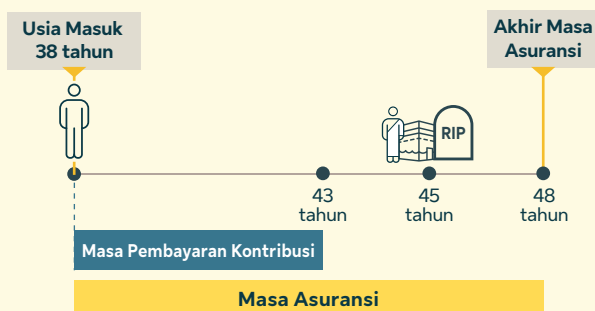 Usia Masuk
38 tahun
Akhir Masa
Asuransi
RIP
43
tahun
45
tahun
48
tahun
Masa Pembayaran Kontribusi
Masa Asuransi